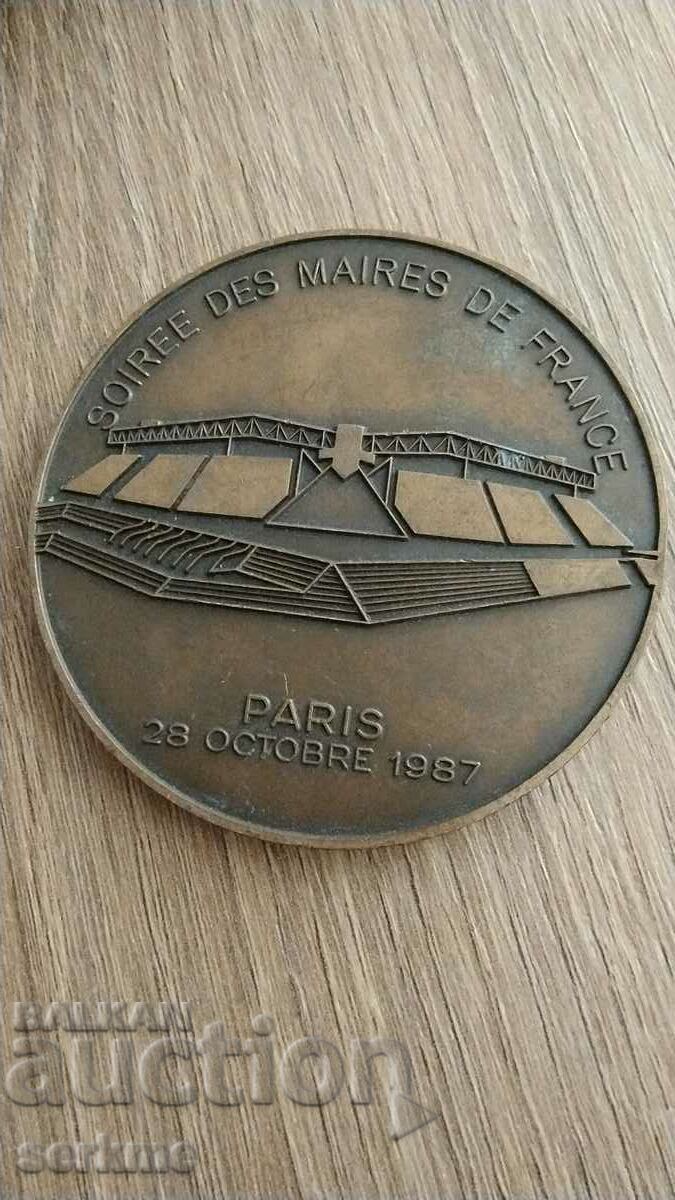 SOIREE DES MAIRES DE FRANCE
PARIS
28 OCTOBRE 1987
BALKAN
auction
serkme